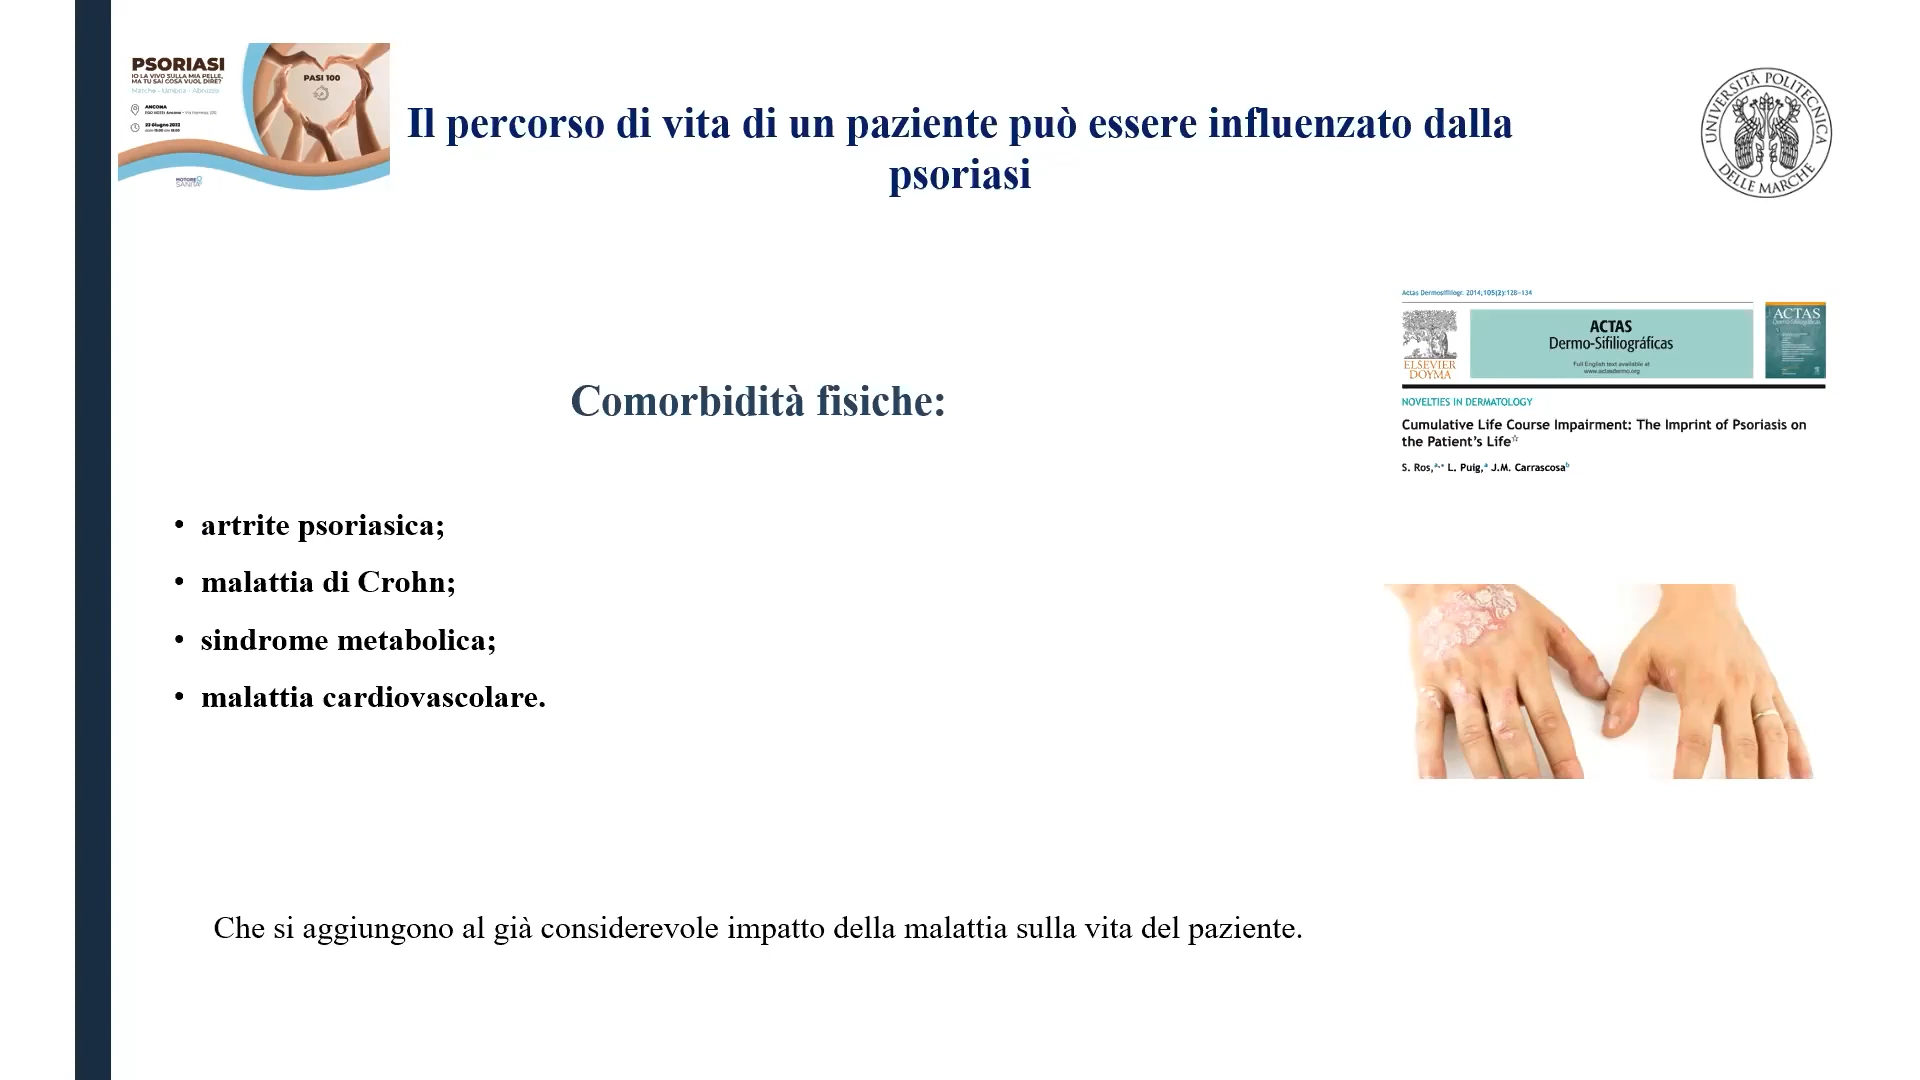 PSORIASI
IO LA VIVO SULLA MIA PELLE,
MA TU SAI COSA VUOL DIRE?
Marche - Umbria - Abruzzo
ANCONA
22 Giugno 2022
PASI 100
MOTORE
SANITÀ
Il percorso di vita di un paziente può essere influenzato dalla
psoriasi
UNIVERSITÀ POLITECNICA
DELLE MARCHE
Actas Dermosifiliogr. 2014;105(2):128-134
ACTAS
Dermo-Sifiliográficas
Full English text available at
www.actasdermo.org
ELSEVIER
DOYMA
ACTAS
Dermo-Sifiliográficas
NOVELTIES IN DERMATOLOGY
Cumulative Life Course Impairment: The Imprint of Psoriasis on
the Patient's Life☆
S. Ros,a,* L. Puig,a J.M. Carrascosab
Comorbidità fisiche:
• artrite psoriasica;
• malattia di Crohn;
• sindrome metabolica;
• malattia cardiovascolare.
Che si aggiungono al già considerevole impatto della malattia sulla vita del paziente.